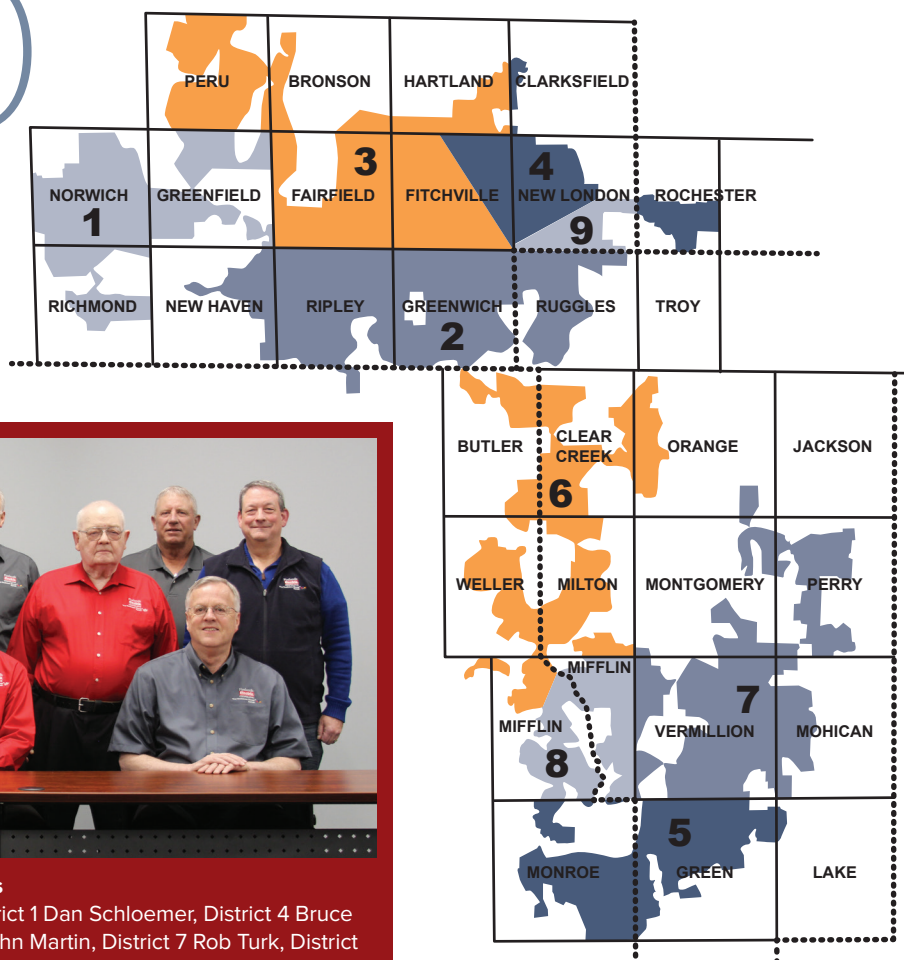 PERU BRONSON HARTLAND CLARKSFIELD
3 4
NORWICH GREENFIELD FAIRFIELD FITCHVILLE NEW LONDON ROCHESTER
1 9
RICHMOND NEW HAVEN RIPLEY GREENWICH RUGGLES TROY
2
BUTLER CLEAR CREEK ORANGE JACKSON
6
WELLER MILTON MONTGOMERY PERRY
MIFFLIN
7
MIFFLIN VERMILLION MOHICAN
8
5
MONROE GREEN LAKE
1 Dan Schloemer, District 4 Bruce
Martin, District 7 Rob Turk, District